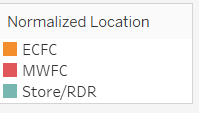 Normalized Location
ECFC
MWFC
Store/RDR